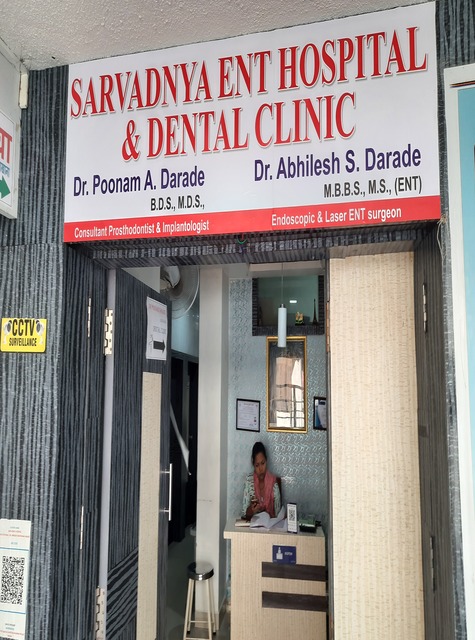 SARVADNYA ENT HOSPITAL
& DENTAL CLINIC
Dr. Poonam A. Darade
B.D.S., M.D.S.,
Consultant Prosthodontist & Implantologist
Dr. Abhilesh S. Darade
M.B.B.S., M.S., (ENT)
Endoscopic & Laser ENT surgeon
CCTV
SURVEILLANCE